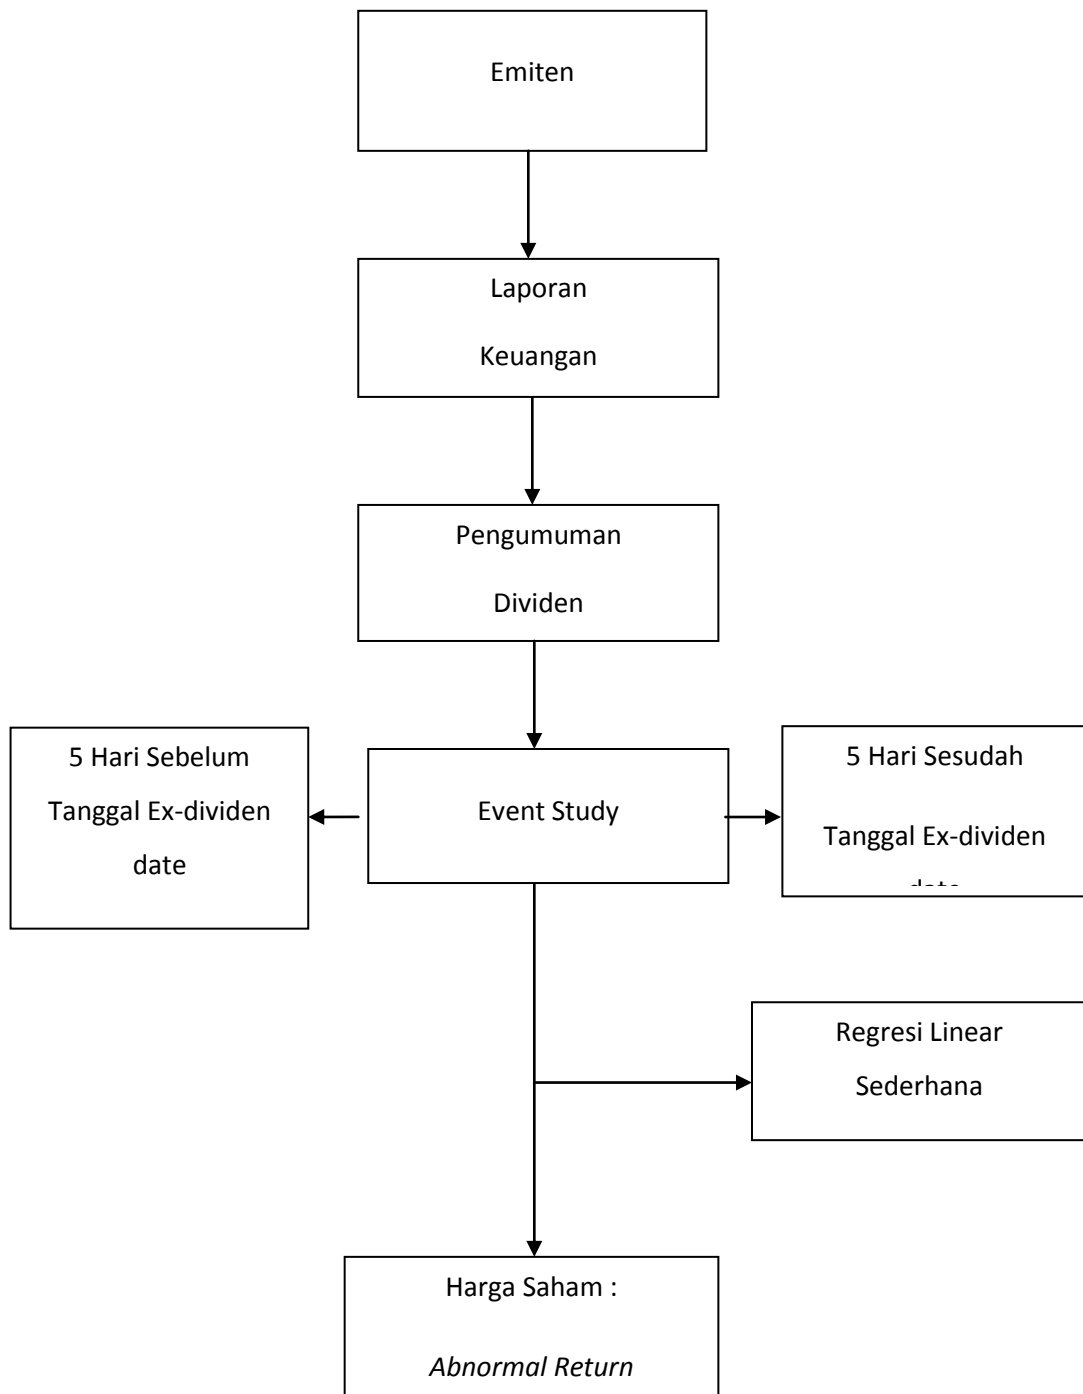 Emiten
Laporan
Keuangan
Pengumuman
Dividen
5 Hari Sebelum
Tanggal Ex-dividen
date
Event Study
5 Hari Sesudah
Tanggal Ex-dividen
Regresi Linear
Sederhana
Harga Saham :
Abnormal Return